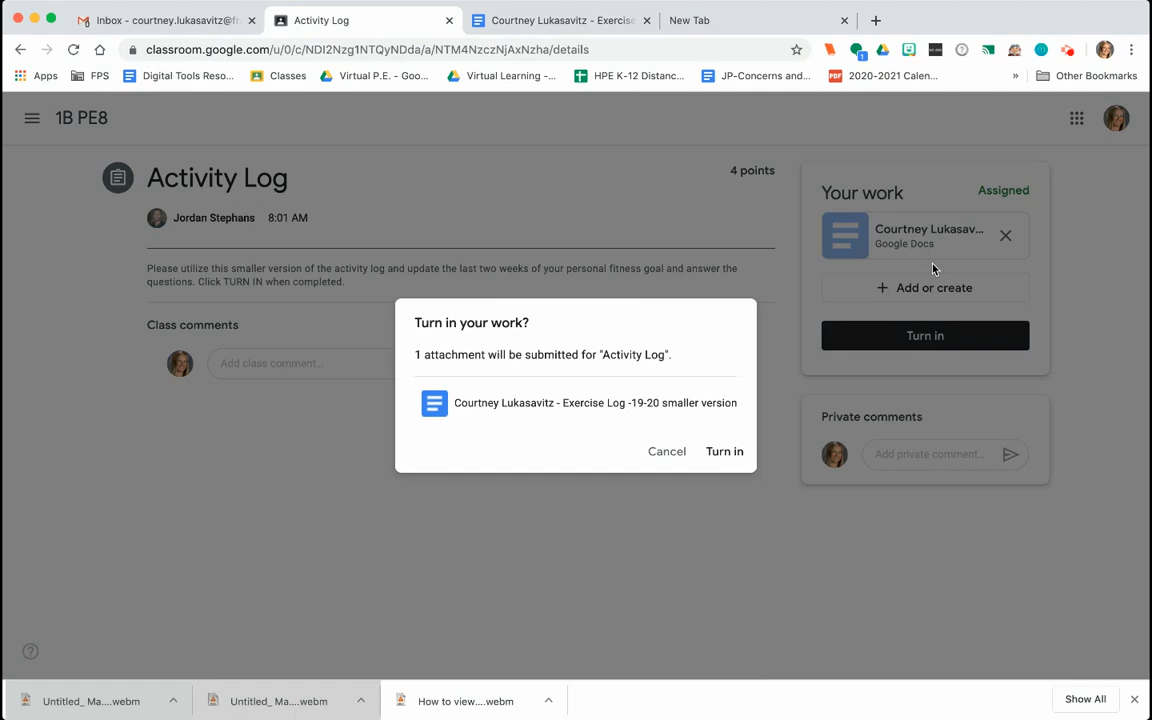 Inbox - courtney.lukasavitz@fr
Activity Log
Courtney Lukasavitz - Exercise
New Tab
classroom.google.com/u/0/c/NDI2Nzg1NTQyNDda/a/NTM4NzczNjAxNzha/details
Apps
FPS
Digital Tools Reso...
Classes
Virtual P.E. - Goo...
Virtual Learning -...
HPE K-12 Distanc...
JP-Concerns and...
2020-2021 Calen...
»
Other Bookmarks
1B PE8
Activity Log
4 points
Jordan Stephans 8:01 AM
Please utilize this smaller version of the activity log and update the last two weeks of your personal fitness goal and answer the
questions. Click TURN IN when completed.
Class comments
Add class comment...
Your work
Assigned
Courtney Lukasav...
Google Docs
+ Add or create
Turn in
Private comments
Add private comment...
Turn in your work?
1 attachment will be submitted for "Activity Log".
Courtney Lukasavitz - Exercise Log -19-20 smaller version
Cancel
Turn in
Untitled_ Ma....webm
Untitled_ Ma....webm
How to view....webm
Show All